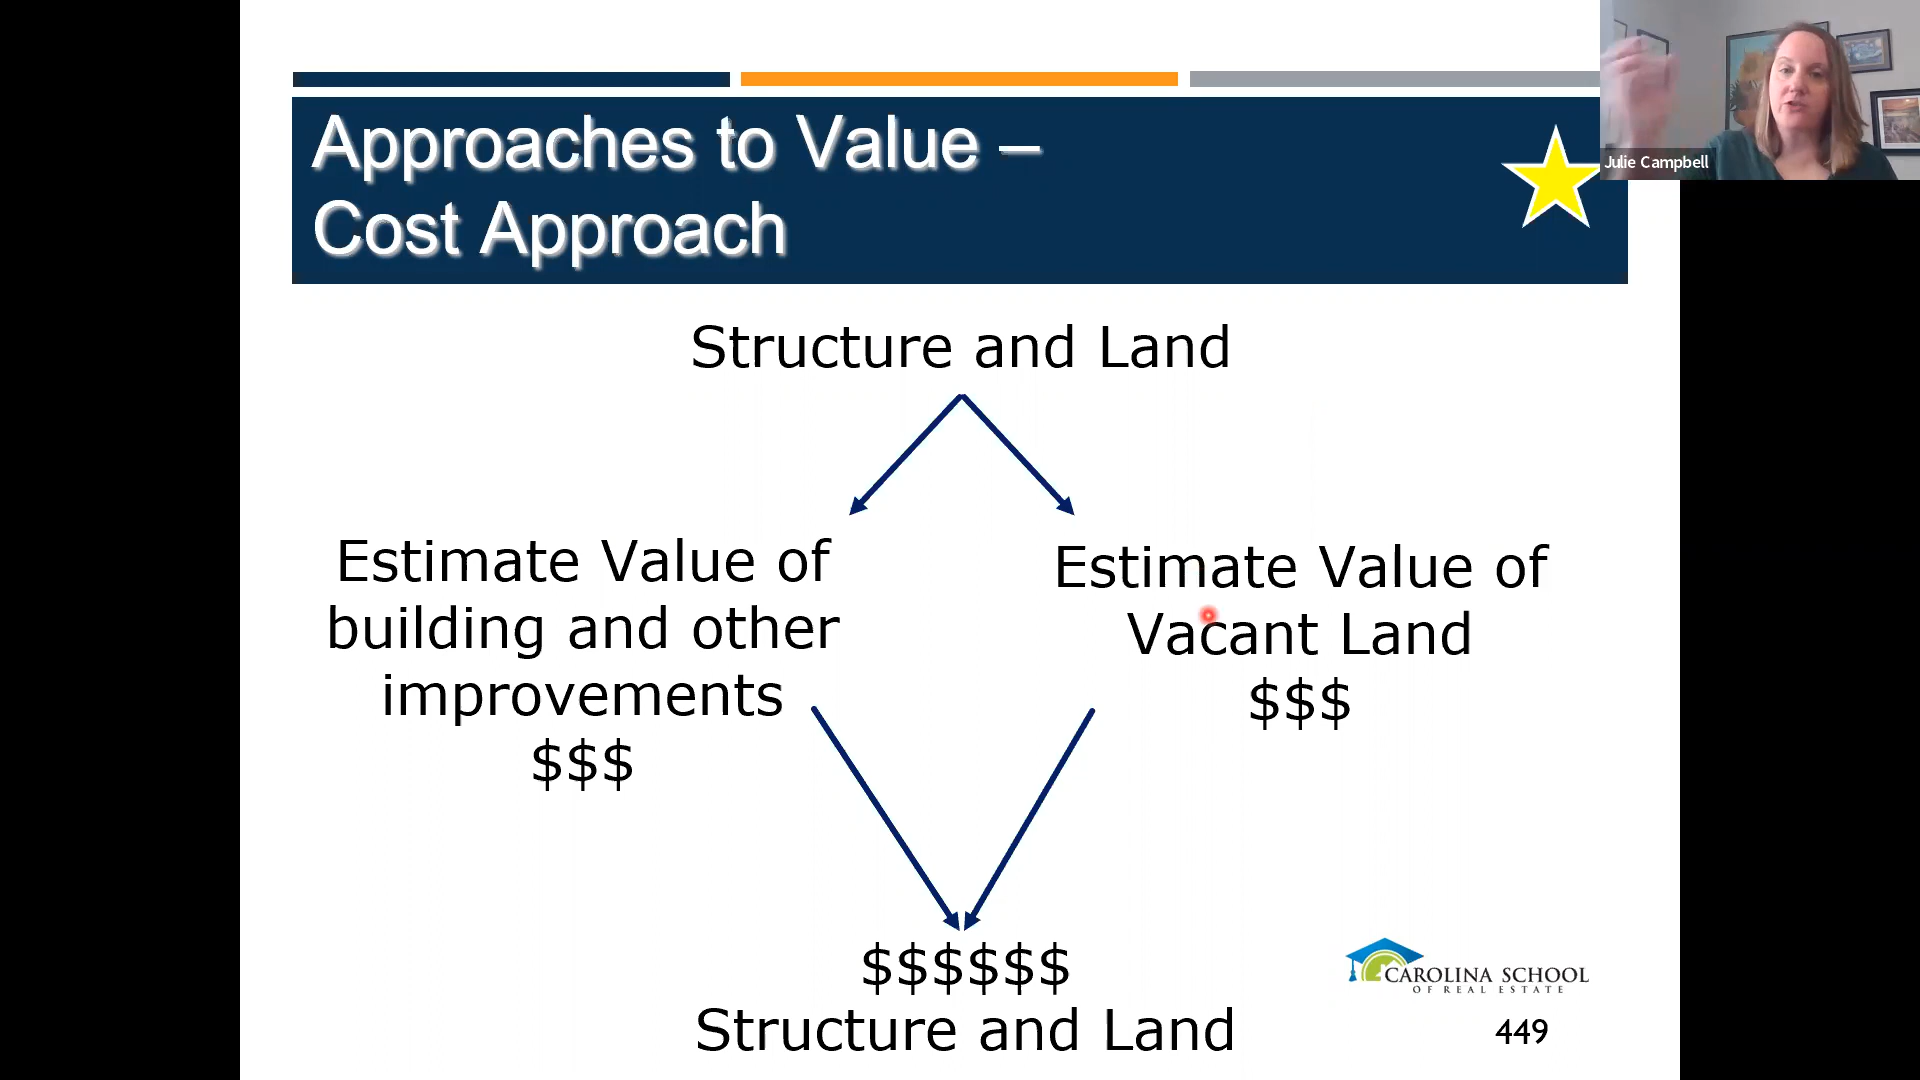 Approaches to Value –
Cost Approach
Julie Campbell
Structure and Land
Estimate Value of
building and other
improvements
$$$
Estimate Value of
Vacant Land
$$$
$$$$$$
Structure and Land
CAROLINA SCHOOL
OF REAL ESTATE
449